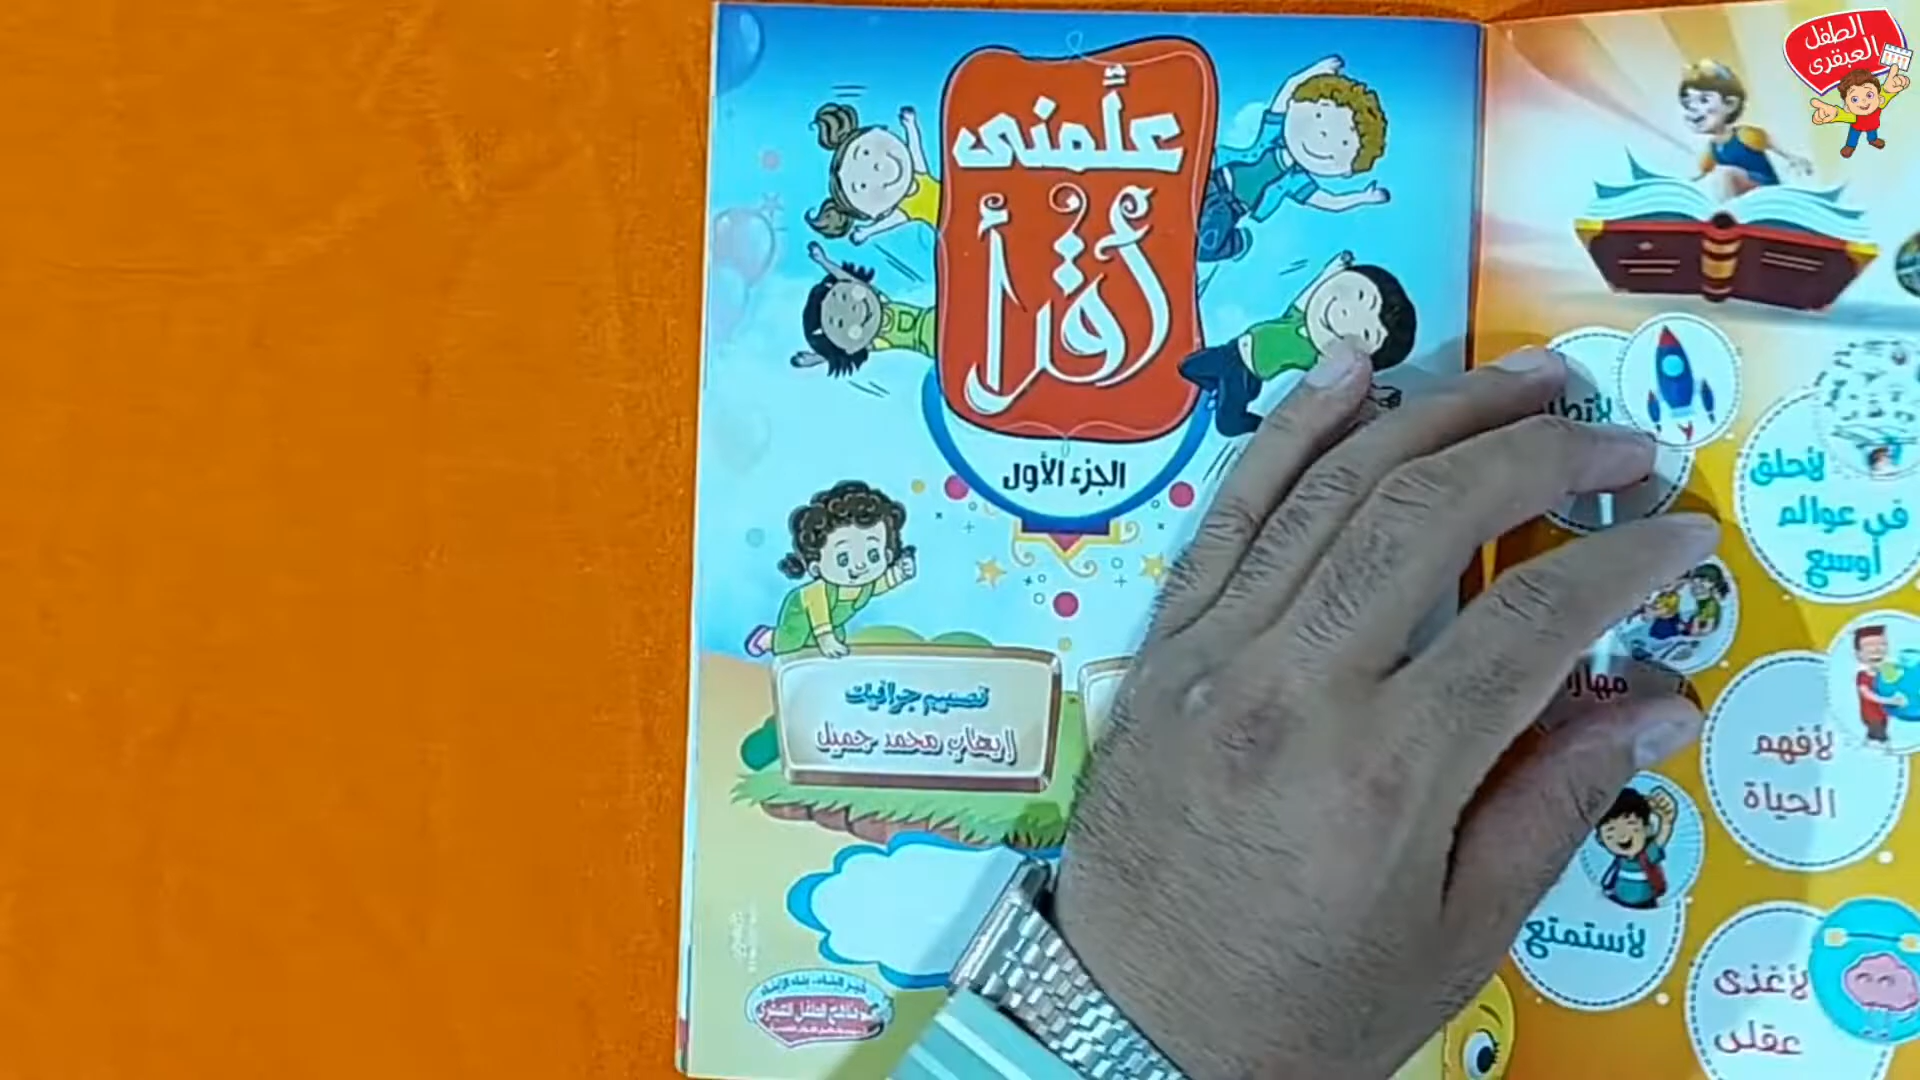 الطفل
العبقرى
علمنى
أقرأ
الجزء الأول
تصميم جرافيك
إيهاب محمد جميل
لأحلق
فى عوالم
أوسع
لأفهم
الحياة
لأستمتع
لأغذى
عقلى